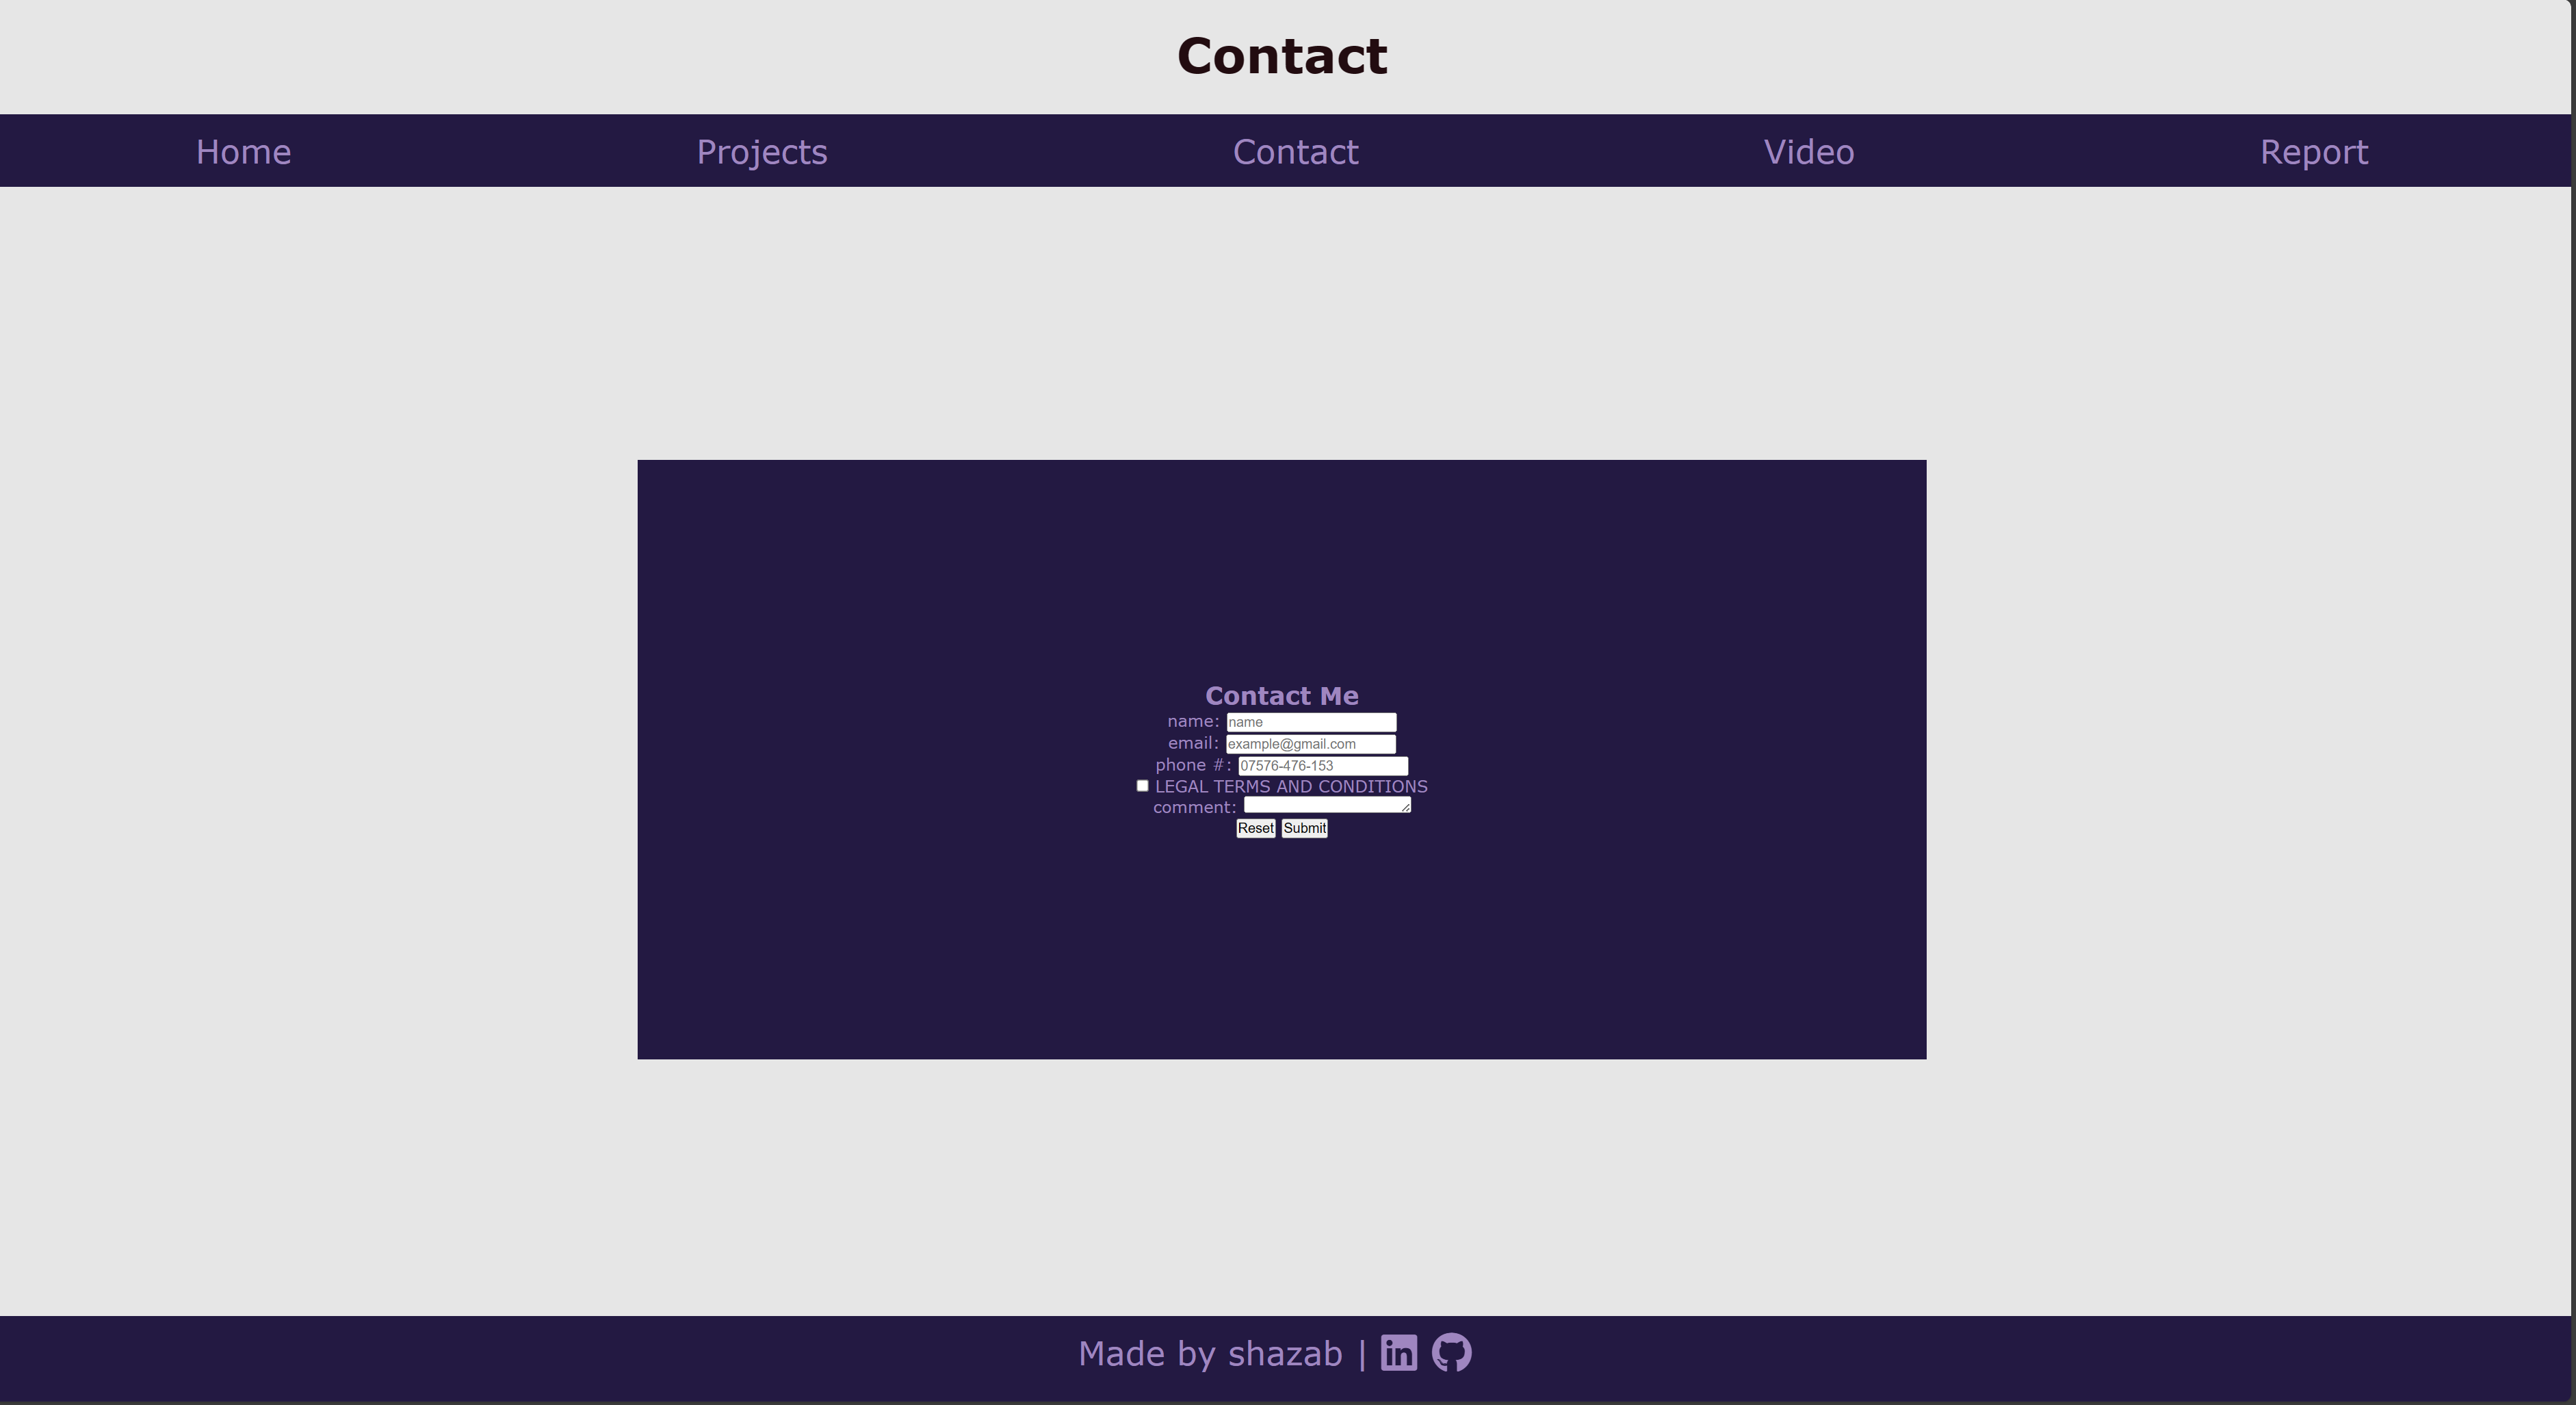 Contact
Home Projects Contact Video Report
Contact Me
name: name
email: example@gmail.com
phone #: 07576-476-153
LEGAL TERMS AND CONDITIONS
comment:
Reset Submit
Made by shazab | in